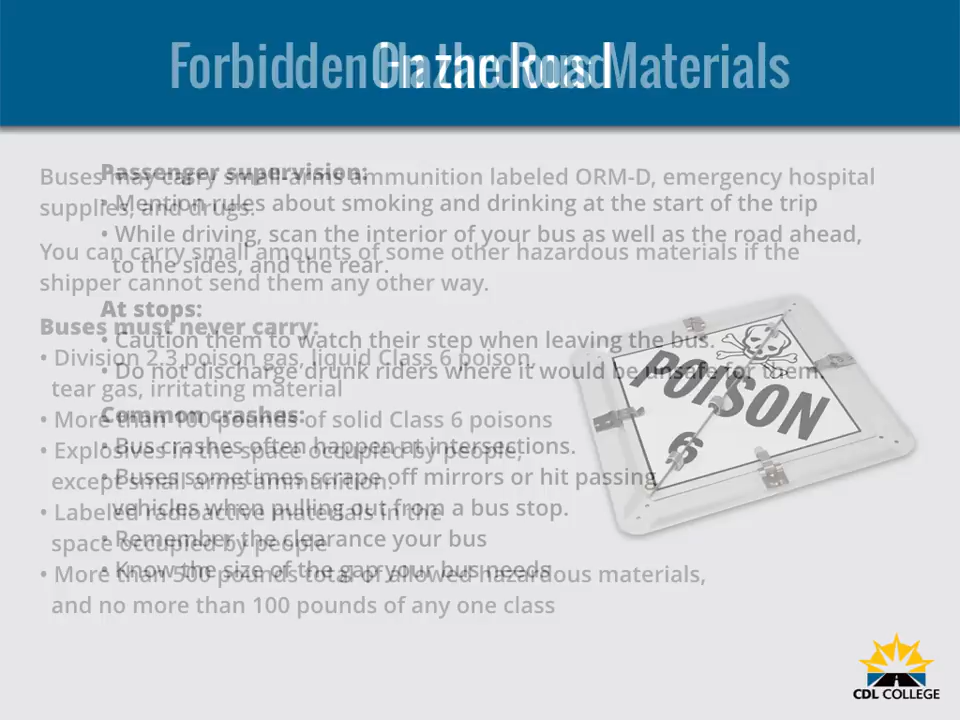 Forbidden Hazardous Materials
On the Road
Buses may carry small-arms ammunition labeled ORM-D, emergency hospital
supplies, and drugs.
You can carry small amounts of some other hazardous materials if the
shipper cannot send them any other way.
Buses must never carry:
• Division 2.3 poison gas, liquid Class 6 poison,
tear gas, irritating material
• More than 100 pounds of solid Class 6 poisons
• Explosives in the space occupied by people,
except small arms ammunition.
• Labeled radioactive materials in the
space occupied by people
• More than 500 pounds total of allowed hazardous materials,
and no more than 100 pounds of any one class
Passenger supervision:
• Mention rules about smoking and drinking at the start of the trip
• While driving, scan the interior of your bus as well as the road ahead,
to the sides, and the rear.
At stops:
• Caution them to watch their step when leaving the bus.
• Do not discharge drunk riders where it would be unsafe for them.
Common crashes:
• Bus crashes often happen at intersections.
• Buses sometimes scrape off mirrors or hit passing
vehicles when pulling out from a bus stop.
• Remember the clearance your bus
• Know the size of the gap your bus needs
POISON
6
CDL COLLEGE